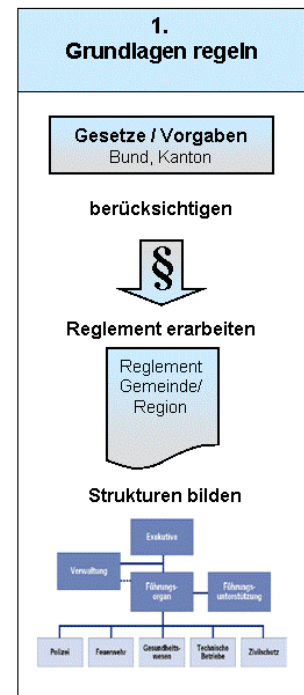 1.
Grundlagen regeln
Gesetze / Vorgaben
Bund, Kanton
berücksichtigen
§
Reglement erarbeiten
Reglement
Gemeinde/
Region
Strukturen bilden
Exekutive
Verwaltung
Führungs-
organ
Führungs-
unterstützung
Polizei
Feuerwehr
Gesundheits-
wesen
Technische
Betriebe
Zivilschutz